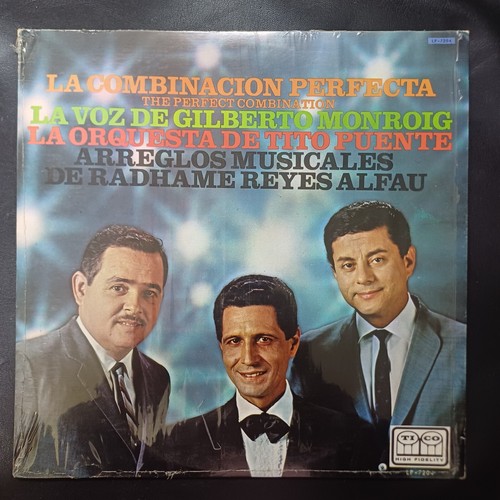 LA COMBINACION PERFECTA
THE PERFECT COMBINATION
LA VOZ DE GILBERTO MONROIG
LA ORQUESTA DE TITO PUENTE
ARREGLOS MUSICALES
DE RADHAME REYES ALFAU
TICO
HIGH FIDELITY